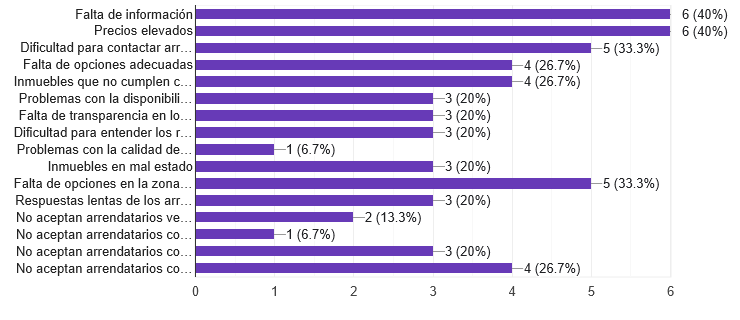 Falta de información 6 (40%)
Precios elevados 6 (40%)
Dificultad para contactar arr… 5 (33.3%)
Falta de opciones adecuadas 4 (26.7%)
Inmuebles que no cumplen c… 4 (26.7%)
Problemas con la disponibili… 3 (20%)
Falta de transparencia en lo… 3 (20%)
Dificultad para entender los r… 3 (20%)
Problemas con la calidad de… 1 (6.7%)
Inmuebles en mal estado 3 (20%)
Falta de opciones en la zona… 5 (33.3%)
Respuestas lentas de los arr… 3 (20%)
No aceptan arrendatarios ve… 2 (13.3%)
No aceptan arrendatarios co… 1 (6.7%)
No aceptan arrendatarios co… 3 (20%)
No aceptan arrendatarios co… 4 (26.7%)
0 1 2 3 4 5 6